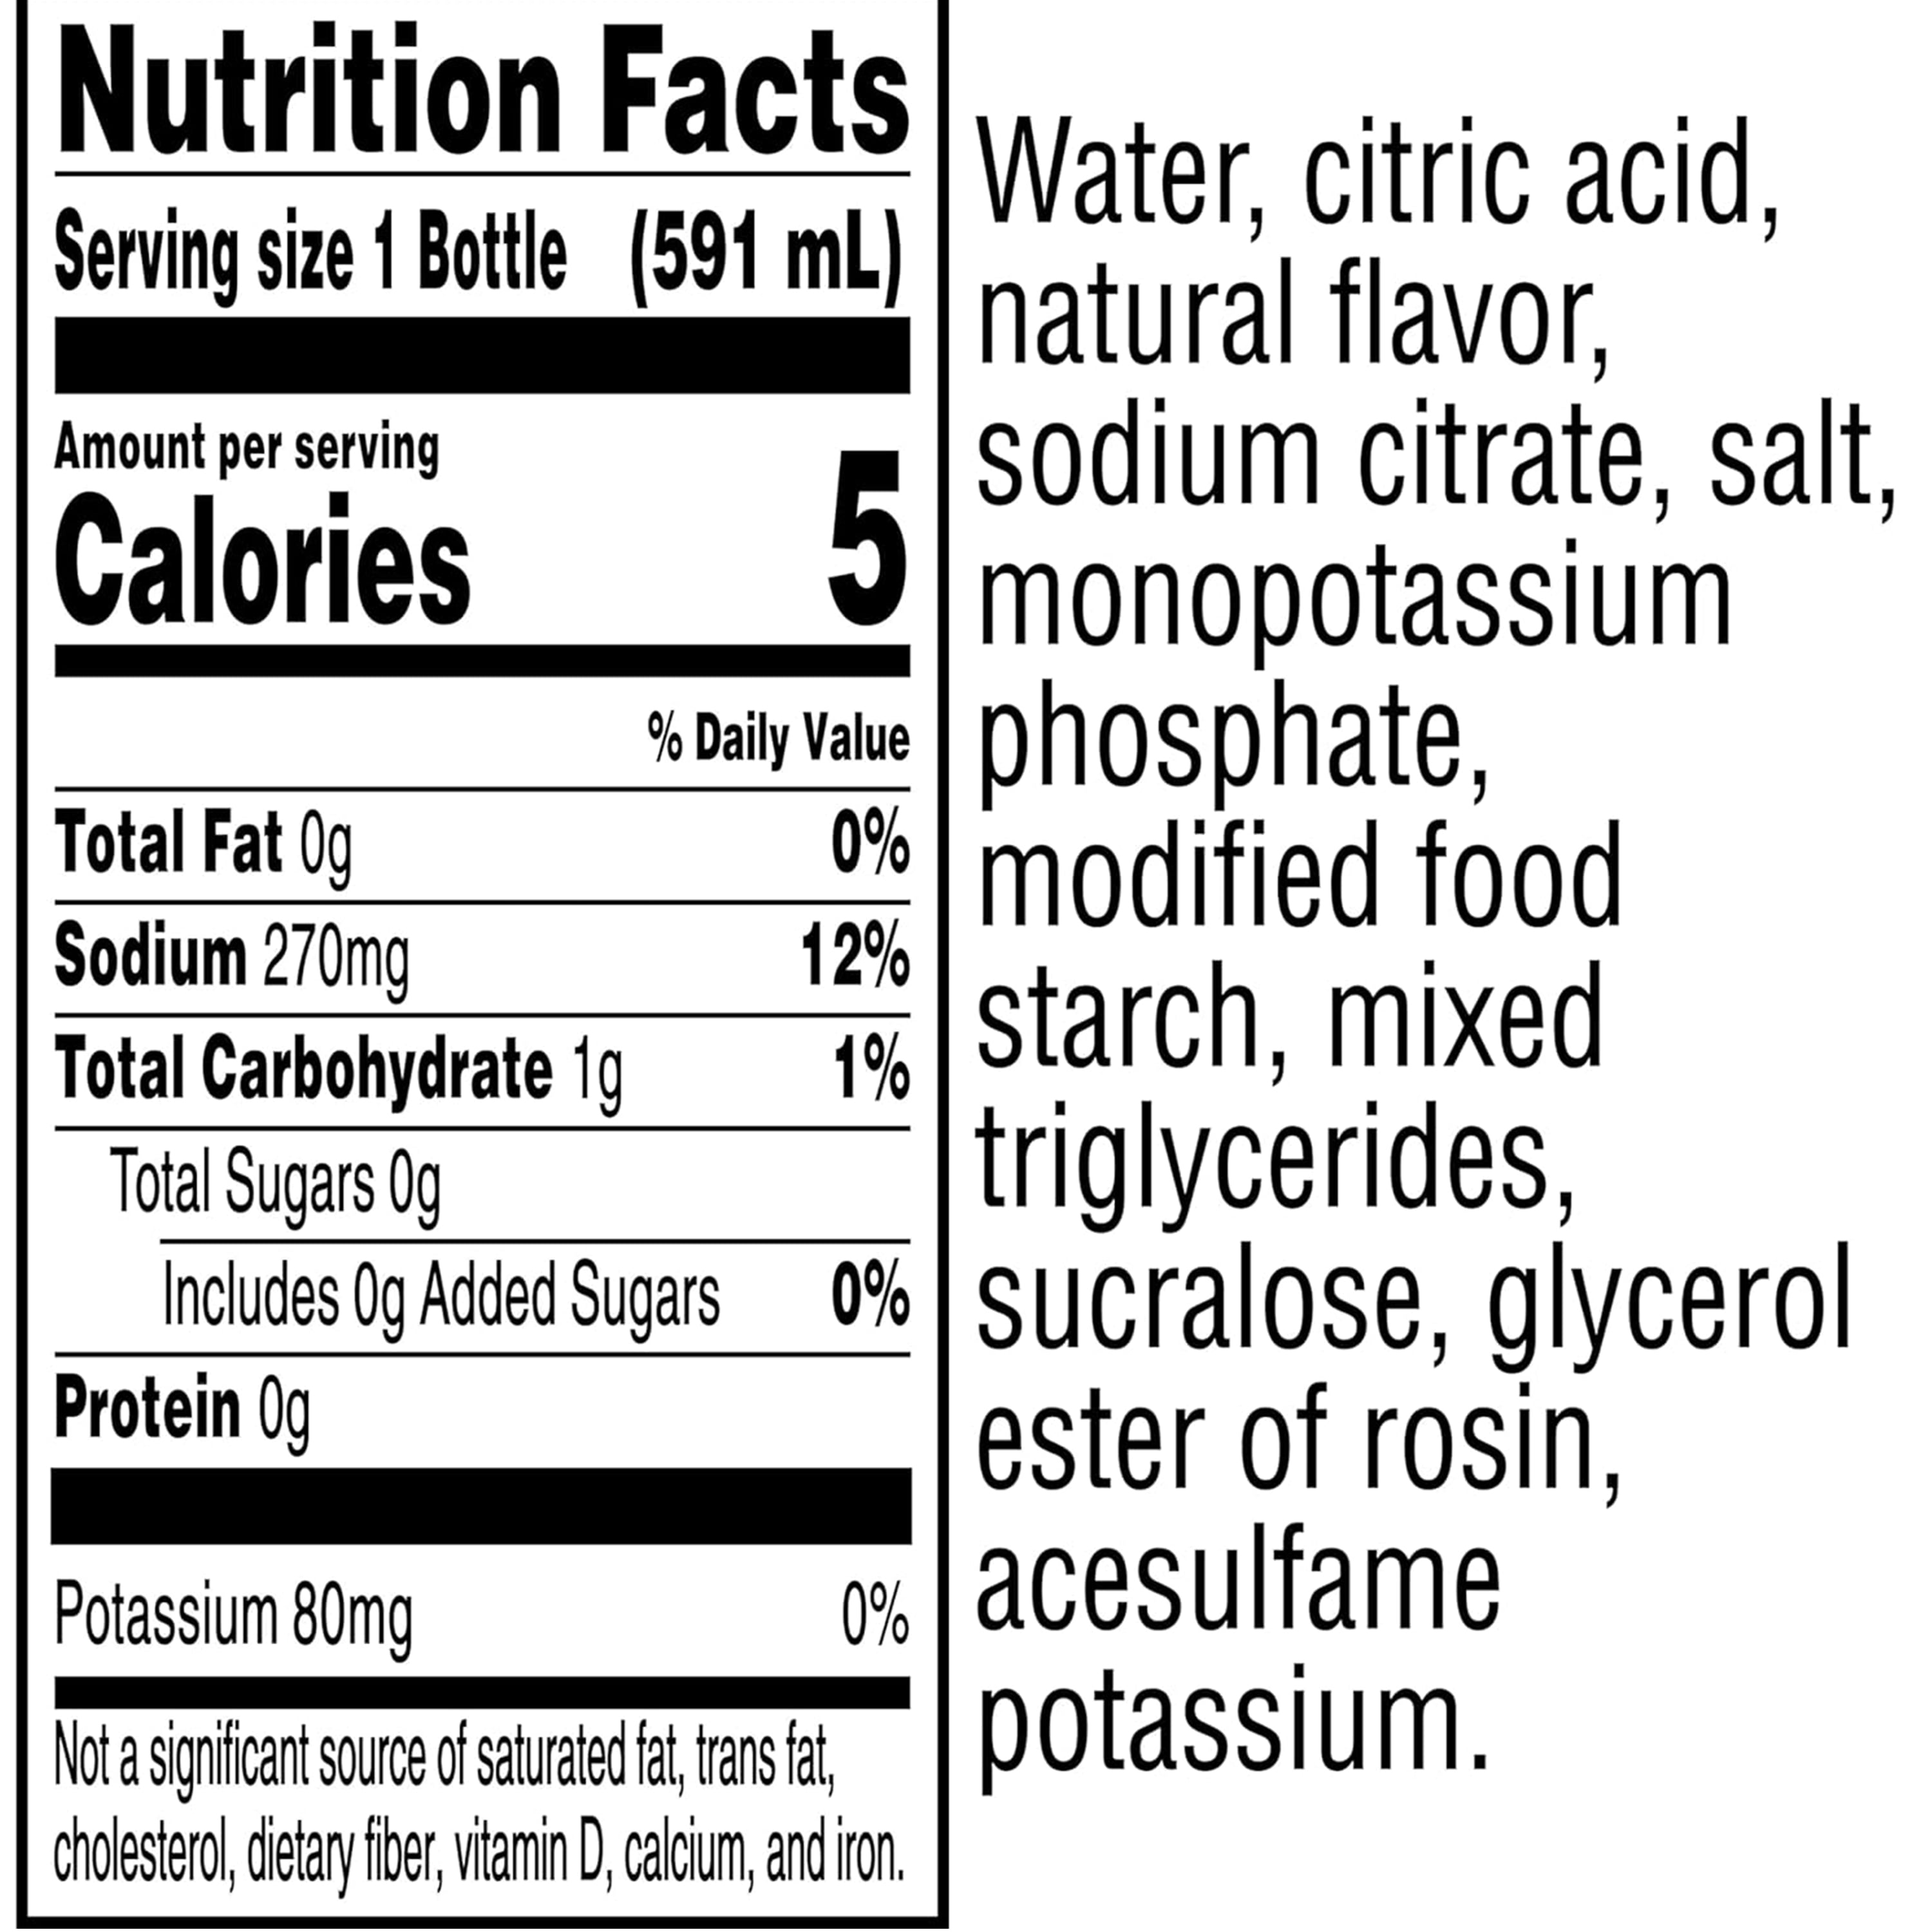 Nutrition Facts
Serving size 1 Bottle (591 mL)
Amount per serving
Calories 5
% Daily Value
Total Fat 0g 0%
Sodium 270mg 12%
Total Carbohydrate 1g 1%
Total Sugars 0g
Includes 0g Added Sugars 0%
Protein 0g
Potassium 80mg 0%
Not a significant source of saturated fat, trans fat,
cholesterol, dietary fiber, vitamin D, calcium, and iron.
Water, citric acid,
natural flavor,
sodium citrate, salt,
monopotassium
phosphate,
modified food
starch, mixed
triglycerides,
sucralose, glycerol
ester of rosin,
acesulfame
potassium.